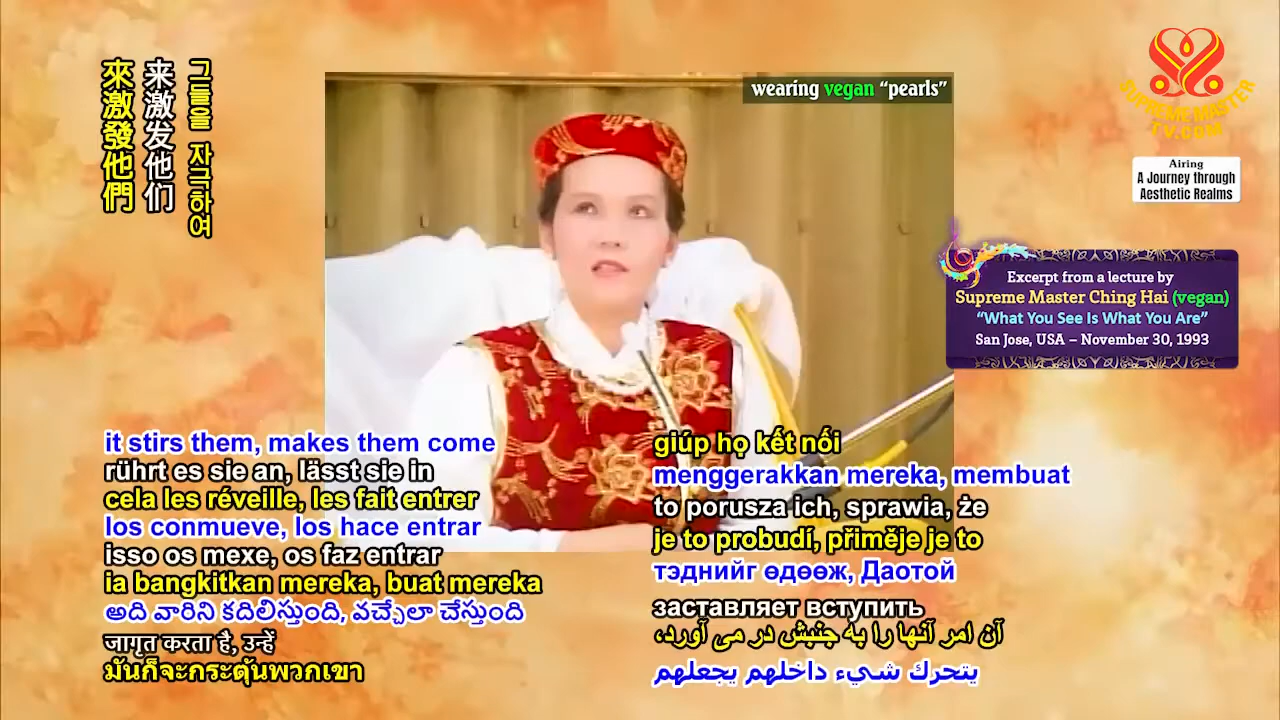 來激發他們
来激发他们
그들을 자극하여
wearing vegan “pearls”
SUPREME MASTER
TV.COM
Airing
A Journey through
Aesthetic Realms
Excerpt from a lecture by
Supreme Master Ching Hai (vegan)
“What You See Is What You Are”
San Jose, USA – November 30, 1993
it stirs them, makes them come
rührt es sie an, lässt sie in
cela les réveille, les fait entrer
los conmueve, los hace entrar
isso os mexe, os faz entrar
ia bangkitkan mereka, buat mereka
అది వారిని కదిలిస్తుంది, వచ్చేలా చేస్తుంది
जागृत करता है, उन्हें
มันก็จะกระตุ้นพวกเขา
giúp họ kết nối
menggerakkan mereka, membuat
to porusza ich, sprawia, że
je to probudí, přiměje je to
тэднийг өдөөж, Даотой
заставляет вступить
آن امر آنها را به جنبش در می آورد،
يتحرك شيء داخلهم يجعلهم